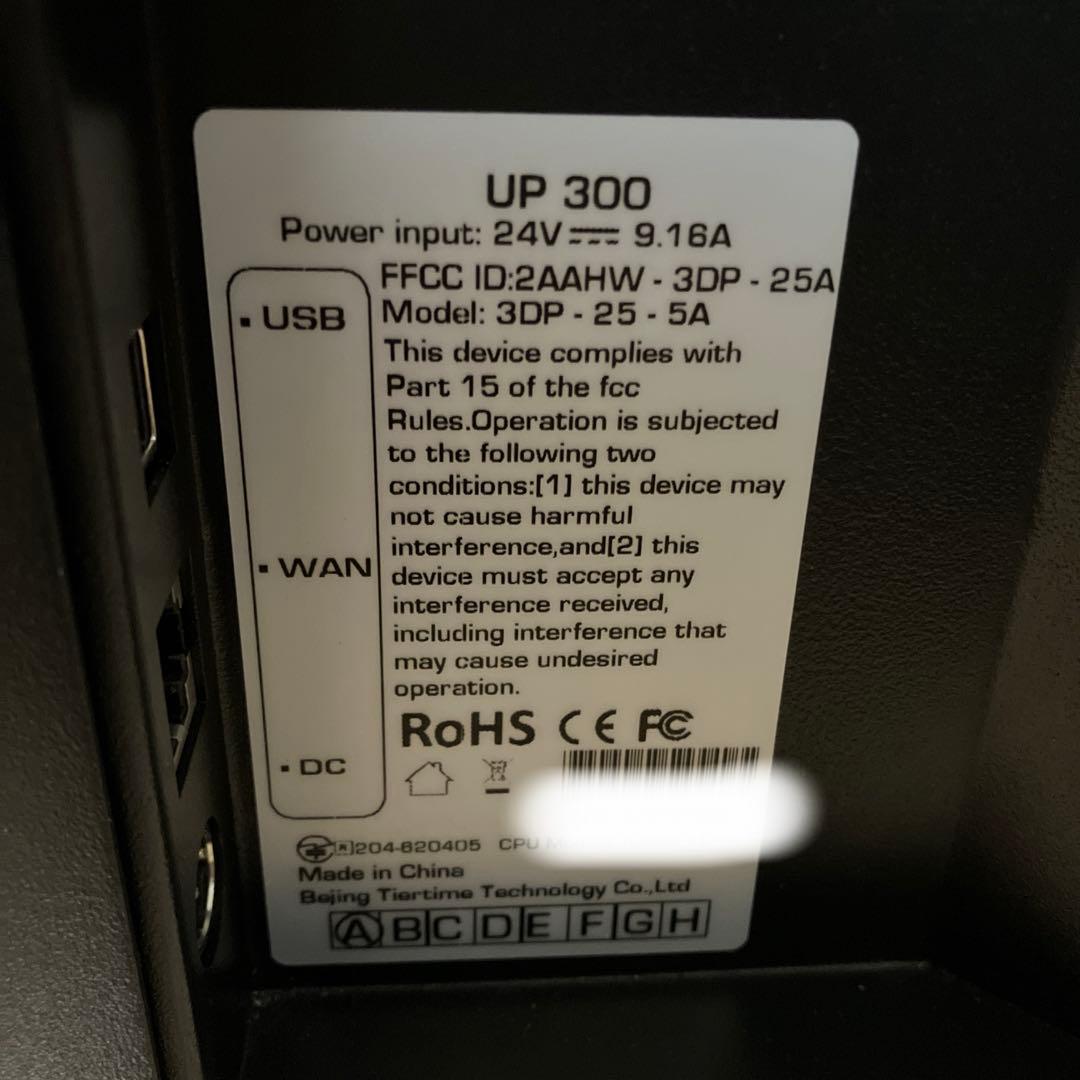 UP 300
Power input: 24V 9.16A
FFCC ID:2AAHW - 3DP - 25A
Model: 3DP - 25 - 5A
▪ USB
This device complies with
Part 15 of the fcc
Rules.Operation is subjected
to the following two
conditions:[1] this device may
not cause harmful
interference,and[2] this
▪ WAN
device must accept any
interference received,
including interference that
may cause undesired
operation.
RoHS CE FC
▪ DC
[R]204-620405 CPU
Made in China
Beijing Tiertime Technology Co.,Ltd
A B C D E F G H